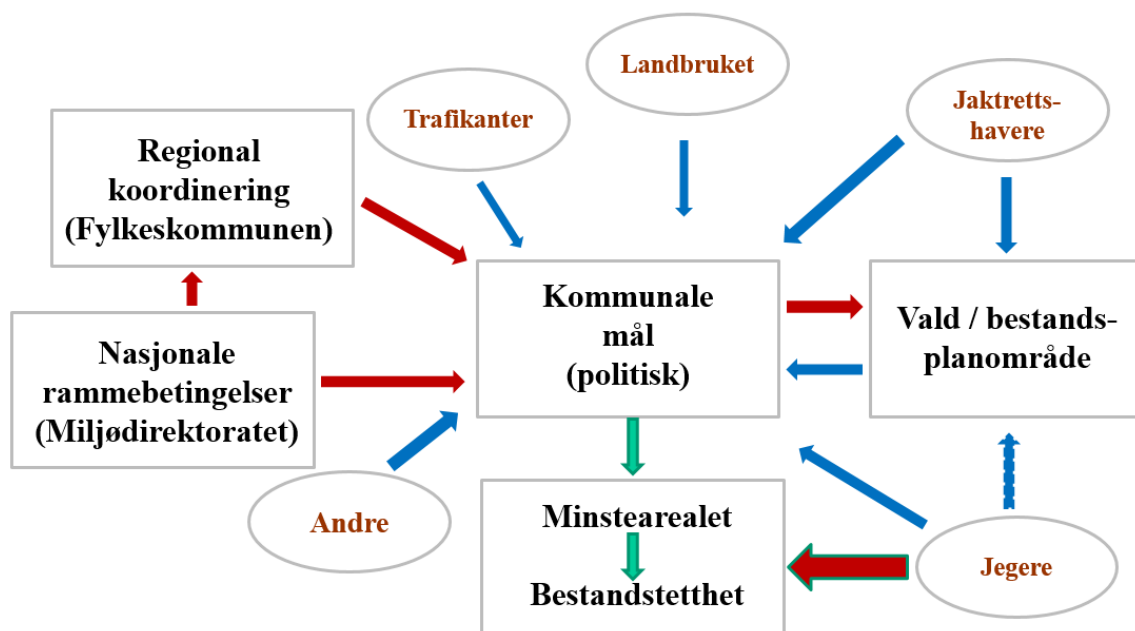 Landbruket
Trafikanter
Jaktretts-
havere
Regional
koordinering
(Fylkeskommunen)
Kommunale
mål
(politisk)
Vald / bestands-
planområde
Nasjonale
rammebetingelser
(Miljødirektoratet)
Andre
Minstearealet
Bestandstetthet
Jegere